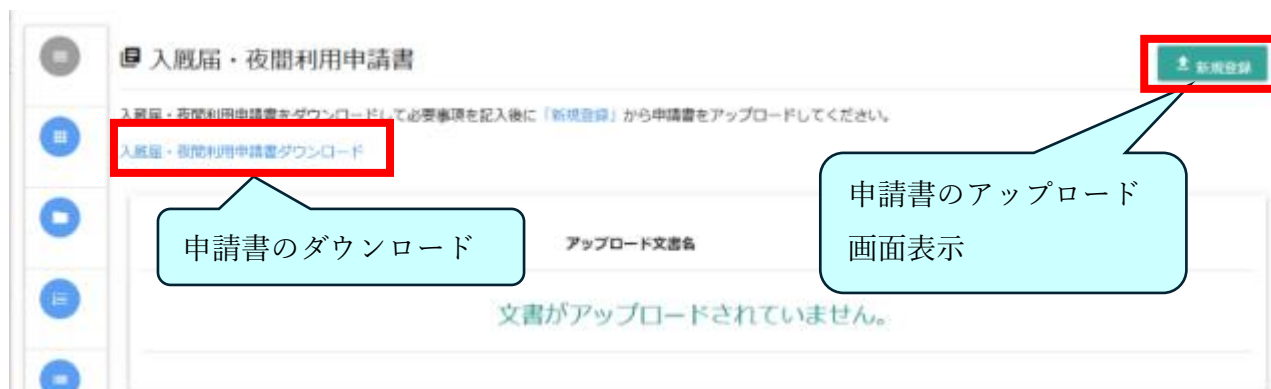 入厩届・夜間利用申請書
新規登録
入厩届・夜間利用申請書をダウンロードして必要事項を記入後に「新規登録」から申請書をアップロードしてください。
入厩届・夜間利用申請書ダウンロード
申請書のダウンロード
申請書のアップロード
画面表示
アップロード文書名
文書がアップロードされていません。